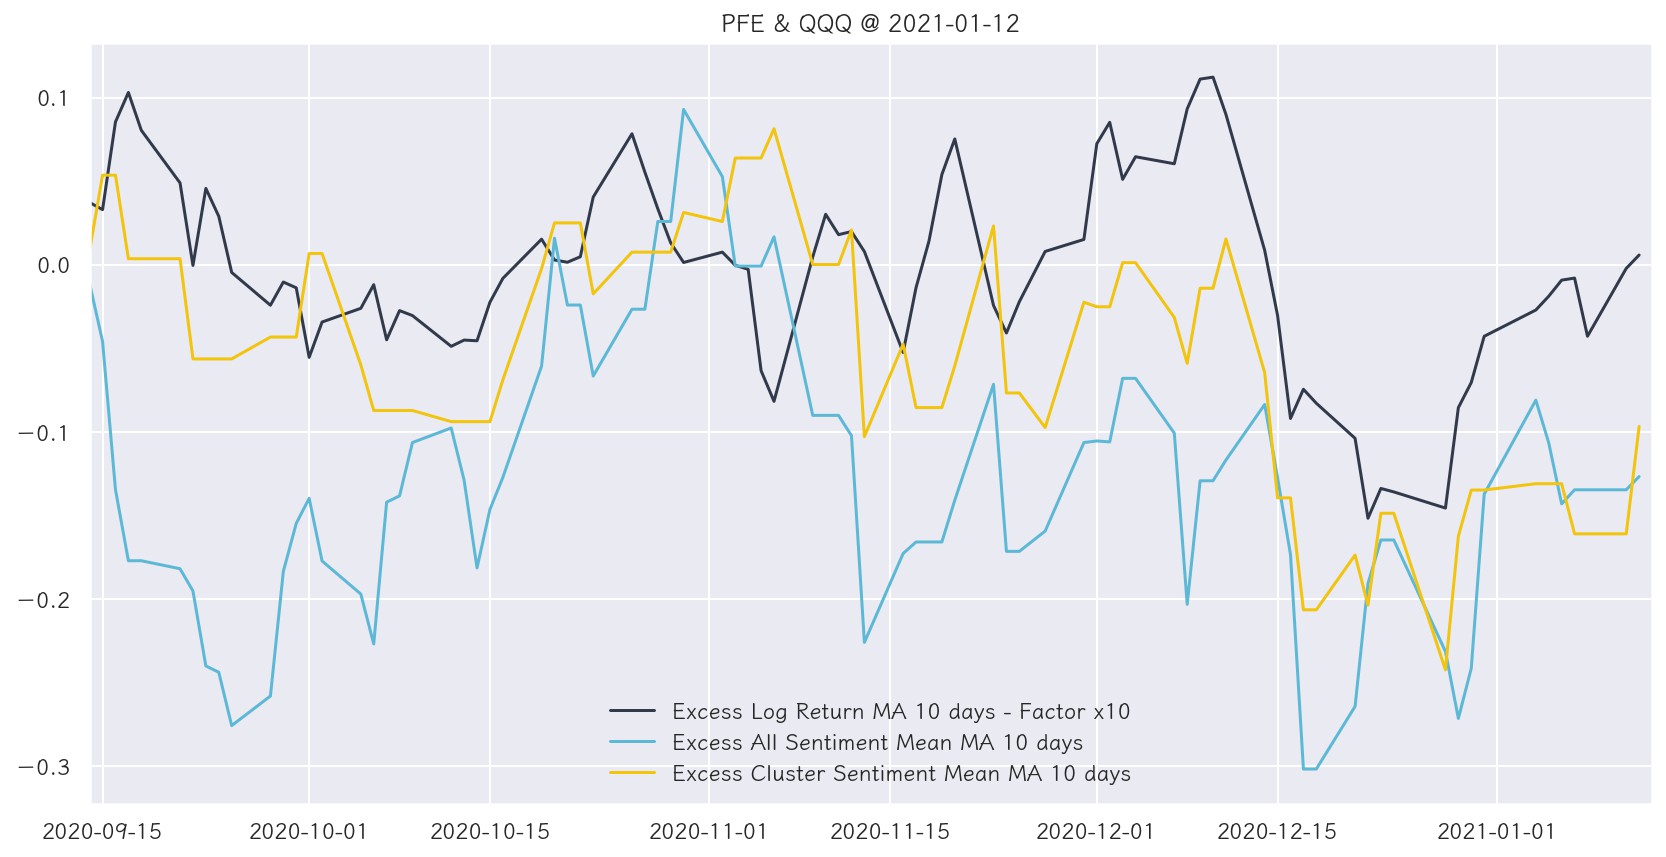 PFE & QQQ @ 2021-01-12
0.1
0.0
−0.1
−0.2
−0.3
Excess Log Return MA 10 days - Factor x10
Excess All Sentiment Mean MA 10 days
Excess Cluster Sentiment Mean MA 10 days
2020-09-15 2020-10-01 2020-10-15 2020-11-01 2020-11-15 2020-12-01 2020-12-15 2021-01-01